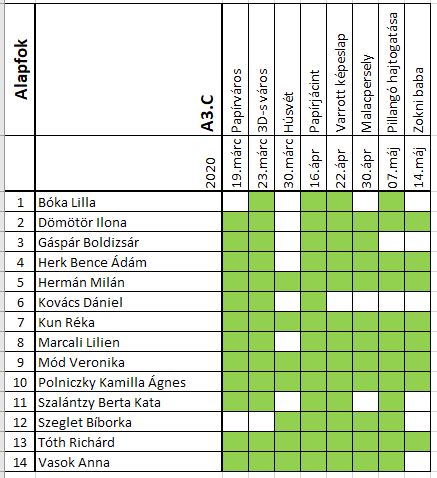 Alapfok
A3.C
2020
19.márc Papírváros
23.márc 3D-s város
30.márc Húsvét
16.ápr Papírjácint
22.ápr Varrott képeslap
30.ápr Malacpersely
07.máj Pillangó hajtogatása
14.máj Zokni baba
1 Bóka Lilla
2 Dömötör Ilona
3 Gáspár Boldizsár
4 Herk Bence Ádám
5 Hermán Milán
6 Kovács Dániel
7 Kun Réka
8 Marcali Lilien
9 Mód Veronika
10 Polniczky Kamilla Ágnes
11 Szalántzy Berta Kata
12 Szeglet Bíborka
13 Tóth Richárd
14 Vasok Anna